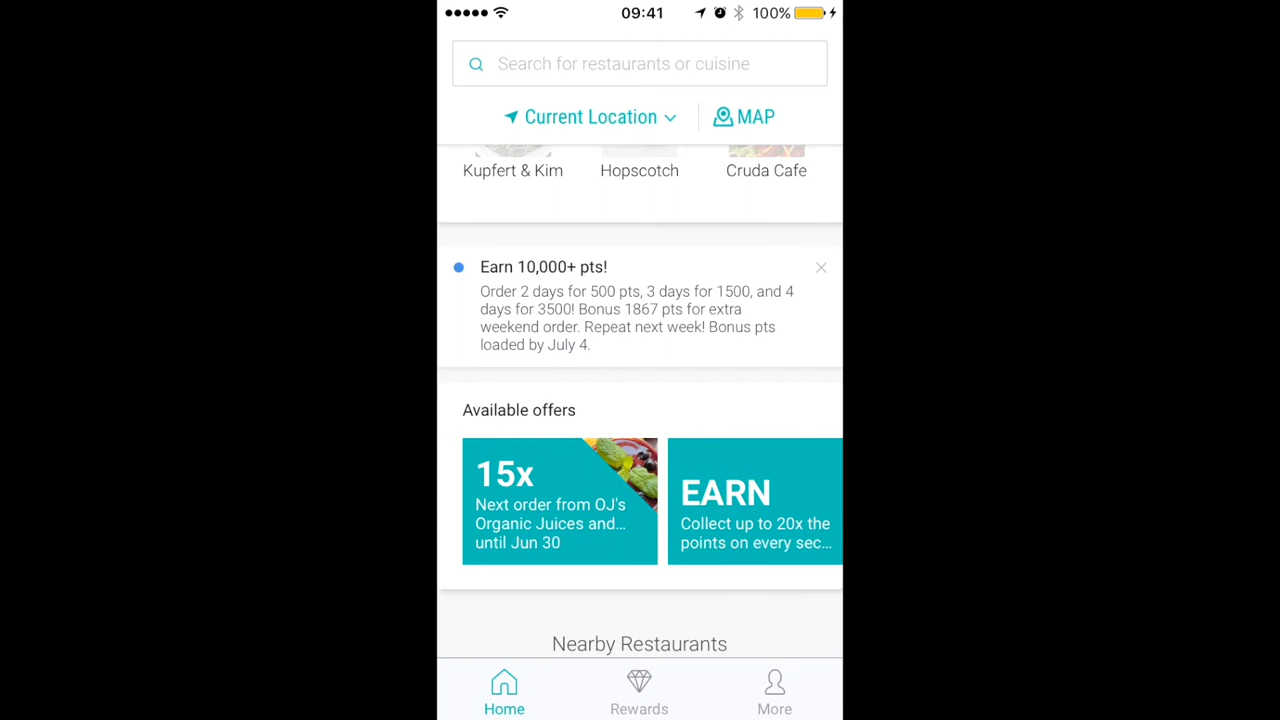 09:41
100%
Search for restaurants or cuisine
Current Location
MAP
Kupfert & Kim
Hopscotch
Cruda Cafe
Earn 10,000+ pts!
Order 2 days for 500 pts, 3 days for 1500, and 4
days for 3500! Bonus 1867 pts for extra
weekend order. Repeat next week! Bonus pts
loaded by July 4.
Available offers
15x
Next order from OJ's
Organic Juices and...
until Jun 30
EARN
Collect up to 20x the
points on every sec...
Nearby Restaurants
Home
Rewards
More